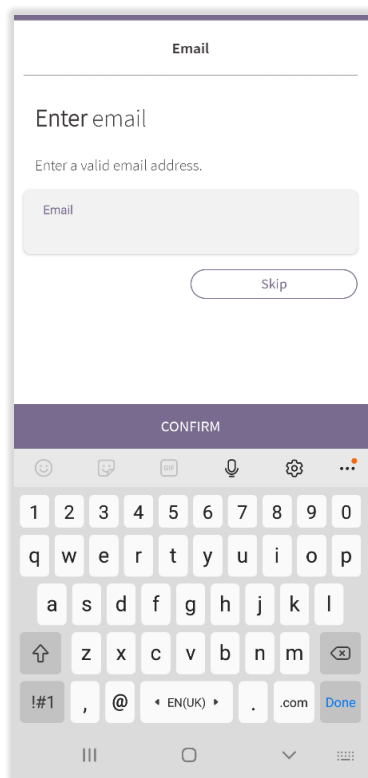 Email
Enter email
Enter a valid email address.
Email
Skip
CONFIRM
GIF
1 2 3 4 5 6 7 8 9 0
q w e r t y u i o p
a s d f g h j k l
z x c v b n m
!#1 , @ EN(UK) . .com Done